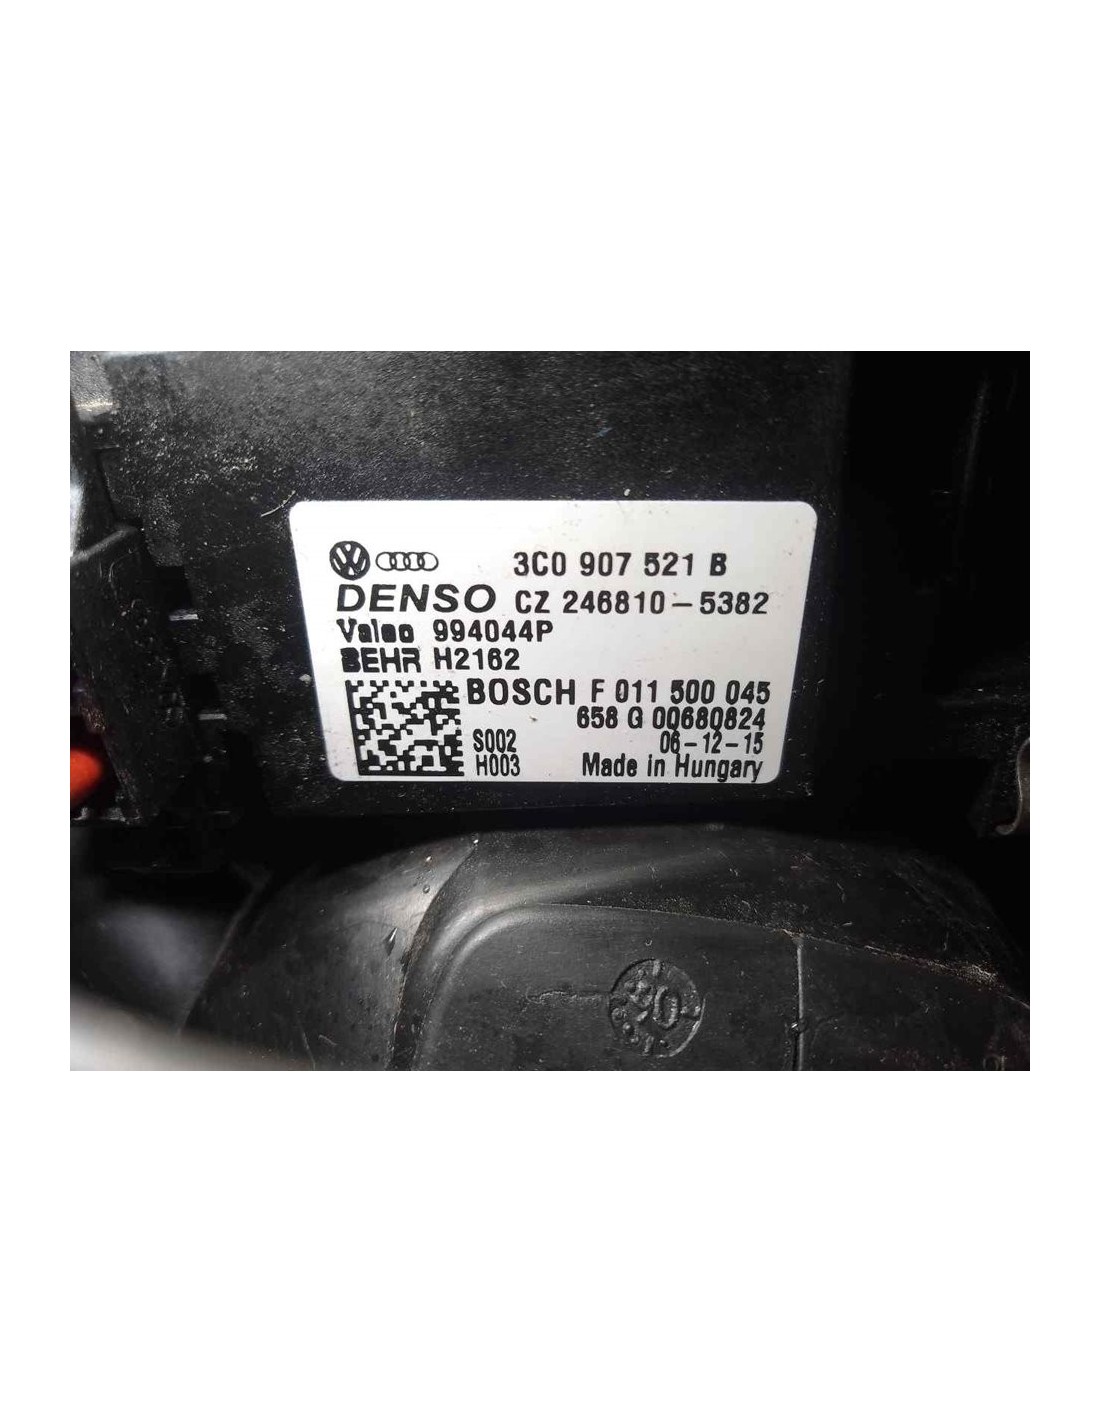 3C0 907 521 B
DENSO CZ 246810-5382
Valeo 994044P
BEHR H2162
BOSCH F 011 500 045
658 G 00680824
S002 06-12-15
H003 Made in Hungary